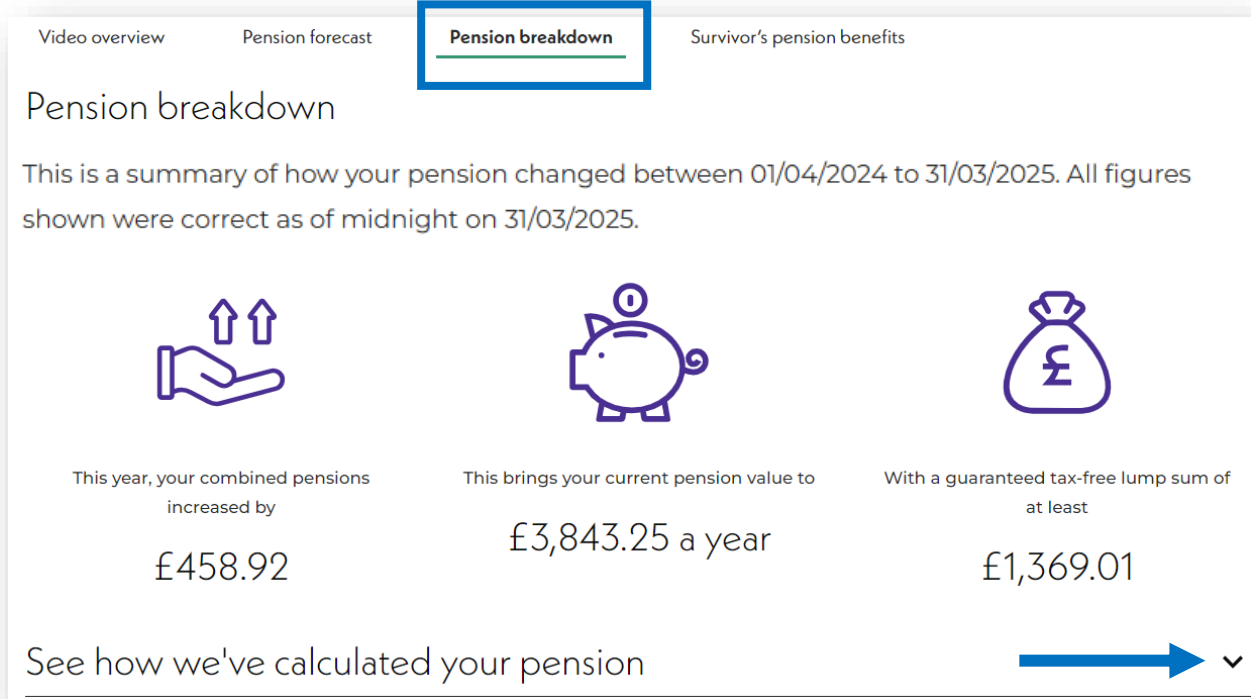 Video overview Pension forecast Pension breakdown Survivor's pension benefits
Pension breakdown
This is a summary of how your pension changed between 01/04/2024 to 31/03/2025. All figures
shown were correct as of midnight on 31/03/2025.
£
This year, your combined pensions
increased by
£458.92
This brings your current pension value to
£3,843.25 a year
With a guaranteed tax-free lump sum of
at least
£1,369.01
See how we've calculated your pension